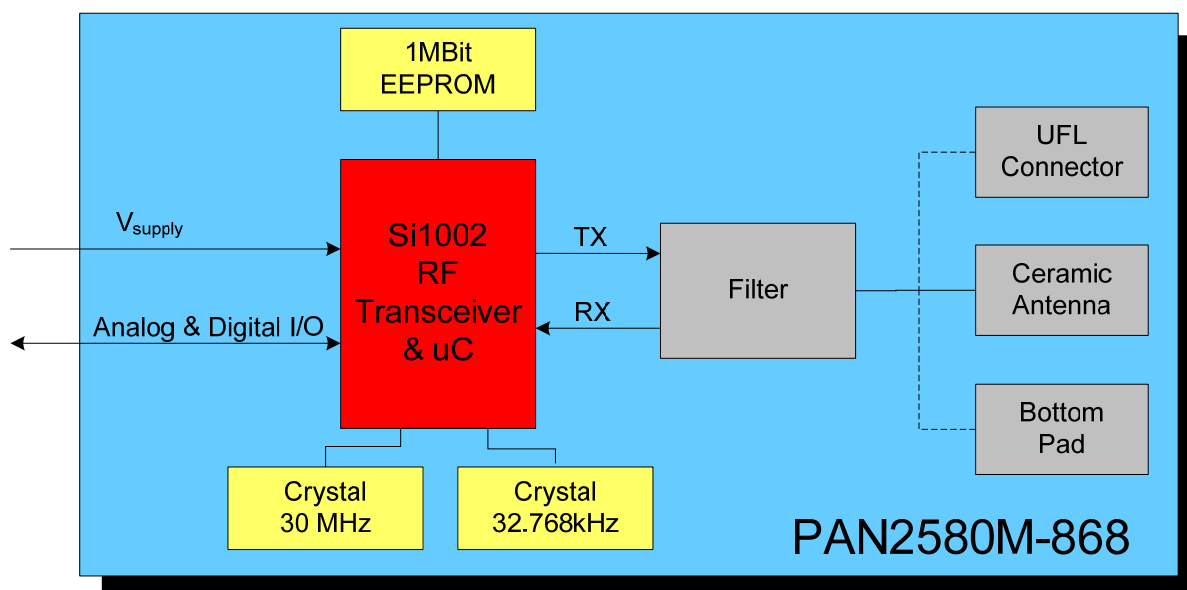 1MBit
EEPROM
UFL
Connector
Vsupply
Si1002
RF
Transceiver
& uC
TX
RX
Filter
Ceramic
Antenna
Analog & Digital I/O
Bottom
Pad
Crystal
30 MHz
Crystal
32.768kHz
PAN2580M-868